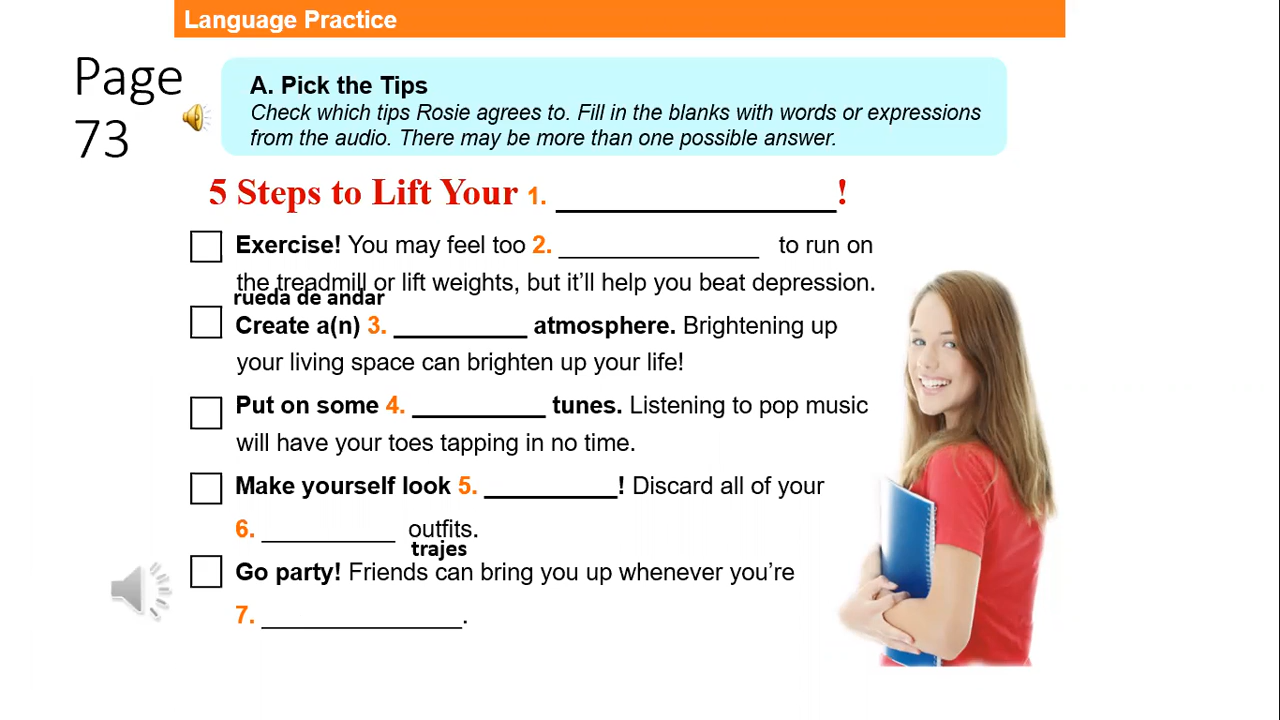 Language Practice
Page
73
A. Pick the Tips
Check which tips Rosie agrees to. Fill in the blanks with words or expressions
from the audio. There may be more than one possible answer.
5 Steps to Lift Your 1. ____________________!
Exercise! You may feel too 2. _______________ to run on
the treadmill or lift weights, but it'll help you beat depression.
rueda de andar
Create a(n) 3. __________ atmosphere. Brightening up
your living space can brighten up your life!
Put on some 4. __________ tunes. Listening to pop music
will have your toes tapping in no time.
Make yourself look 5. __________! Discard all of your
6. __________ outfits.
trajes
Go party! Friends can bring you up whenever you're
7. _______________.